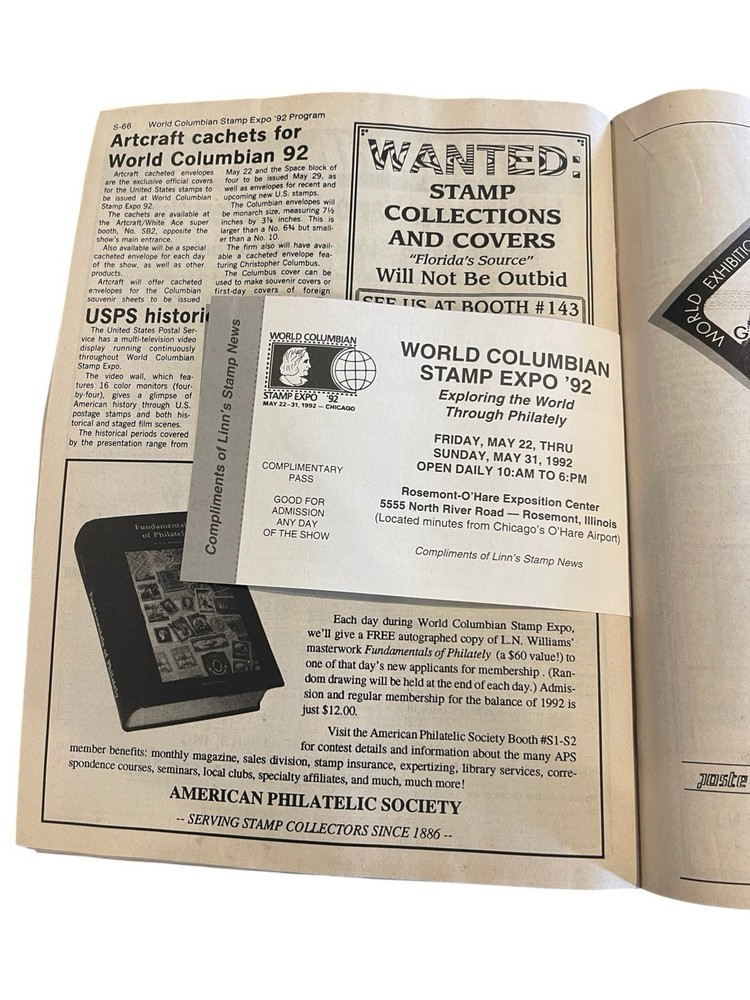 S-66 World Columbian Stamp Expo '92 Program
Artcraft cachets for
World Columbian 92
Artcraft cacheted envelopes
are the exclusive official covers
for the United States stamps to
be issued at World Columbian
Stamp Expo 92.
The cachets are available at
the Artcraft/White Ace super
booth, No. SB2, opposite the
show's main entrance.
Also available will be a special
cacheted envelope for each day
of the show, as well as other
products.
Artcraft will offer cacheted
envelopes for the Columbian
souvenir sheets to be issued
May 22 and the Space block of
four to be issued May 29, as
well as envelopes for recent and
upcoming new U.S. stamps.
The Columbian envelopes will
be monarch size, measuring 7½
inches by 3⅞ inches. This is
larger than a No. 6¾ but small-
er than a No. 10.
The firm also will have avail-
able a cacheted envelope fea-
turing Christopher Columbus.
The Columbus cover can be
used to make souvenir covers or
first-day covers of foreign
USPS histori
The United States Postal Ser-
vice has a multi-television video
display running continuously
throughout World Columbian
Stamp Expo.
The video wall, which fea-
tures 16 color monitors (four-
by-four), gives a glimpse of
American history through U.S.
postage stamps and both his-
torical and staged film scenes.
The historical periods covered
by the presentation range from
WANTED:
STAMP
COLLECTIONS
AND COVERS
"Florida's Source"
Will Not Be Outbid
SEE US AT BOOTH #143
Compliments of Linn's Stamp News
WORLD COLUMBIAN
STAMP EXPO '92
MAY 22-31, 1992 — CHICAGO
COMPLIMENTARY
PASS
GOOD FOR
ADMISSION
ANY DAY
OF THE SHOW
WORLD COLUMBIAN
STAMP EXPO '92
Exploring the World
Through Philately
FRIDAY, MAY 22, THRU
SUNDAY, MAY 31, 1992
OPEN DAILY 10:AM TO 6:PM
Rosemont-O'Hare Exposition Center
5555 North River Road — Rosemont, Illinois
(Located minutes from Chicago's O'Hare Airport)
Compliments of Linn's Stamp News
Fundamental
of Philatel
Each day during World Columbian Stamp Expo,
we'll give a FREE autographed copy of L.N. Williams'
masterwork Fundamentals of Philately (a $60 value!) to
one of that day's new applicants for membership . (Ran-
dom drawing will be held at the end of each day.) Admis-
sion and regular membership for the balance of 1992 is
just $12.00.
Visit the American Philatelic Society Booth #S1-S2
for contest details and information about the many APS
member benefits: monthly magazine, sales division, stamp insurance, expertizing, library services, corre-
spondence courses, seminars, local clubs, specialty affiliates, and much, much more!
AMERICAN PHILATELIC SOCIETY
-- SERVING STAMP COLLECTORS SINCE 1886 --
WORLD EXHIBITI
G
poste